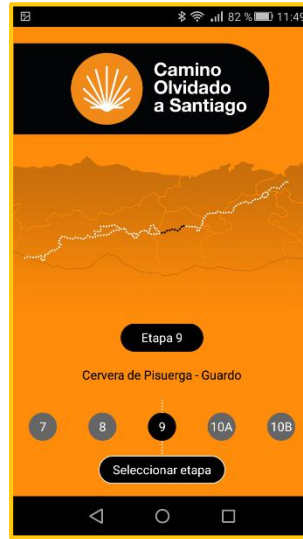 82 % 11:49
Camino
Olvidado
a Santiago
Etapa 9
Cervera de Pisuerga - Guardo
7 8 9 10A 10B
Seleccionar etapa